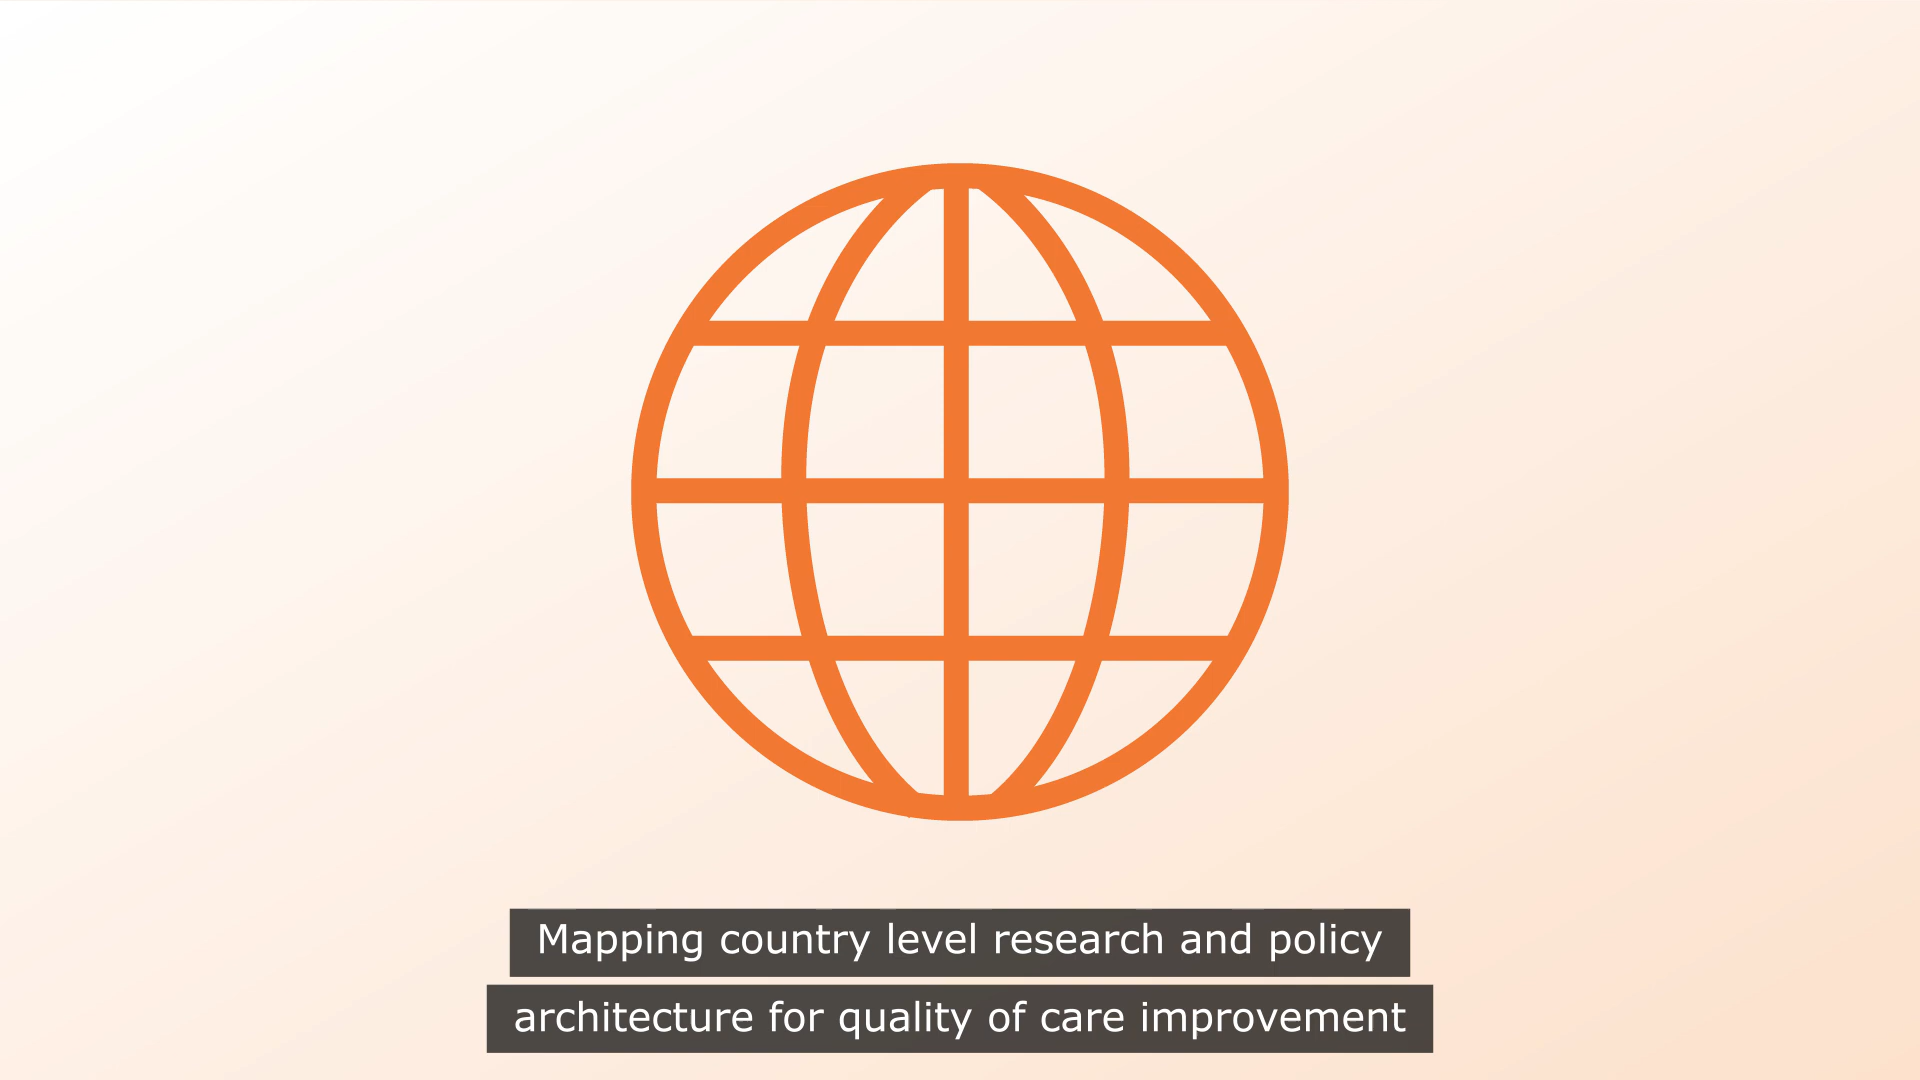 Mapping country level research and policy
architecture for quality of care improvement